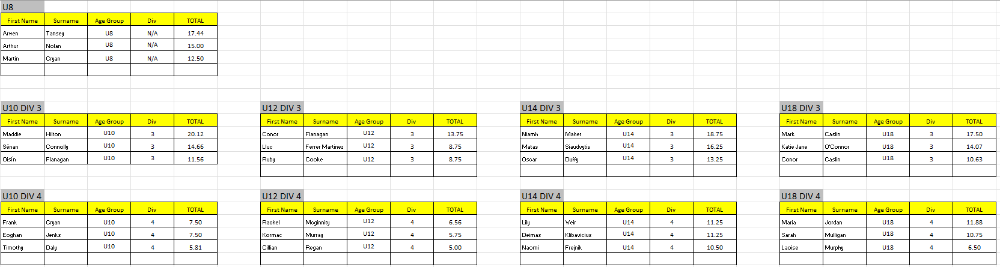 U8
First Name Surname Age Group Div TOTAL
Arwen Tansey U8 N/A 17.44
Arthur Nolan U8 N/A 15.00
Martin Cryan U8 N/A 12.50
U10 DIV 3
First Name Surname Age Group Div TOTAL
Maddie Hilton U10 3 20.12
Sénan Connolly U10 3 14.66
Oisín Flanagan U10 3 11.56
U12 DIV 3
First Name Surname Age Group Div TOTAL
Conor Flanagan U12 3 13.75
Lluc Ferrer Martinez U12 3 8.75
Ruby Cooke U12 3 8.75
U14 DIV 3
First Name Surname Age Group Div TOTAL
Niamh Maher U14 3 18.75
Matas Siaudvytis U14 3 16.25
Oscar Duffy U14 3 13.25
U18 DIV 3
First Name Surname Age Group Div TOTAL
Mark Caslin U18 3 17.50
Katie Jane O'Connor U18 3 14.07
Conor Caslin U18 3 10.63
U10 DIV 4
First Name Surname Age Group Div TOTAL
Frank Cryan U10 4 7.50
Eoghan Jenks U10 4 7.50
Timothy Daly U10 4 5.81
U12 DIV 4
First Name Surname Age Group Div TOTAL
Rachel Mcginnity U12 4 6.56
Kormac Murray U12 4 5.75
Cillian Regan U12 4 5.00
U14 DIV 4
First Name Surname Age Group Div TOTAL
Lily Weir U14 4 11.25
Deimas Klibavicius U14 4 11.25
Naomi Frejnik U14 4 10.50
U18 DIV 4
First Name Surname Age Group Div TOTAL
Maria Jordan U18 4 11.88
Sarah Mulligan U18 4 10.75
Laoise Murphy U18 4 6.50